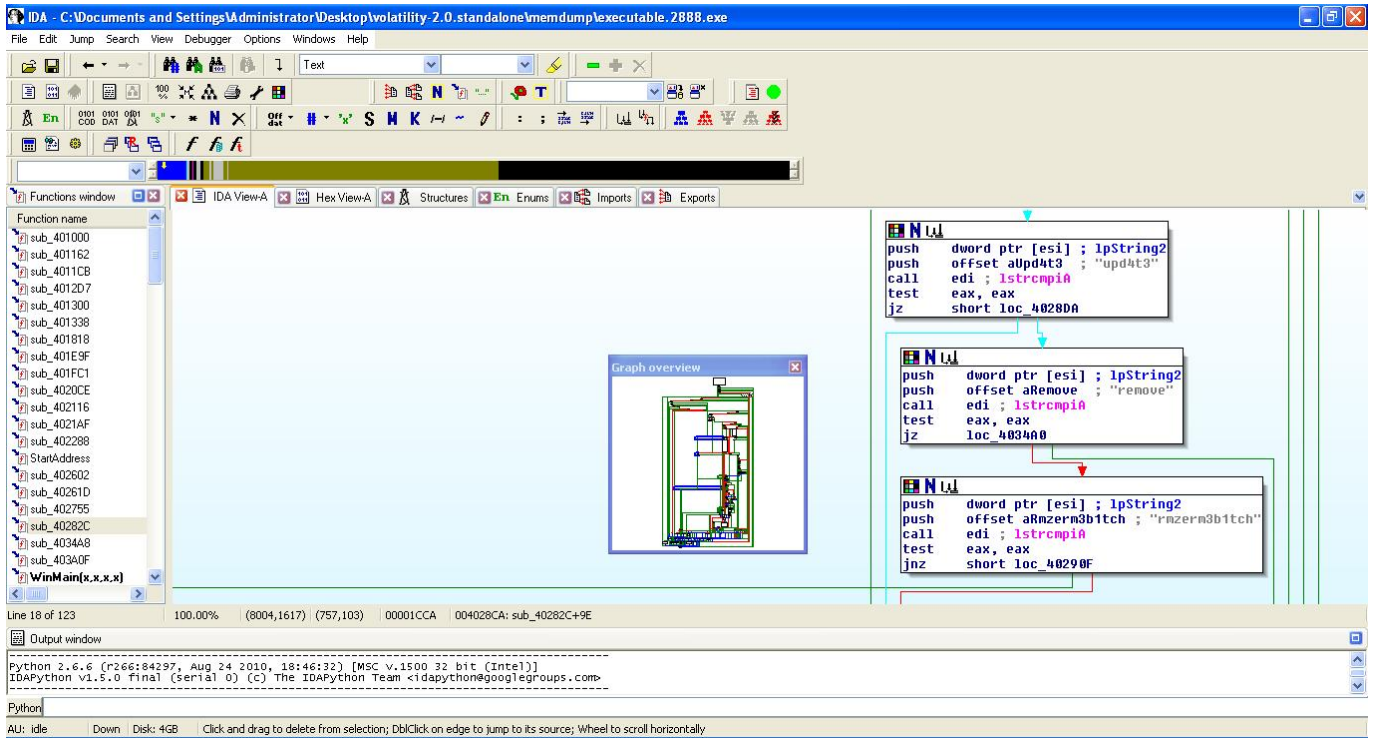 IDA - C:\Documents and Settings\Administrator\Desktop\volatility-2.0.standalone\memdump\executable.2888.exe
File Edit Jump Search View Debugger Options Windows Help
Text
En
S M K
Functions window
IDA View-A
Hex View-A
Structures
En Enums
Imports
Exports
Function name
sub_401000
sub_401162
sub_4011CB
sub_4012D7
sub_401300
sub_401338
sub_401818
sub_401E9F
sub_401FC1
sub_4020CE
sub_402116
sub_4021AF
sub_402288
StartAddress
sub_402602
sub_40261D
sub_402755
sub_40282C
sub_4034A8
sub_403A0F
WinMain(x,x,x,x)
Graph overview
push dword ptr [esi] ; lpString2
push offset aUpd4t3 ; "upd4t3"
call edi ; lstrcmpiA
test eax, eax
jz short loc_4028DA
push dword ptr [esi] ; lpString2
push offset aRemove ; "remove"
call edi ; lstrcmpiA
test eax, eax
jz loc_4034A0
push dword ptr [esi] ; lpString2
push offset aRmzerm3b1tch ; "rmzerm3b1tch"
call edi ; lstrcmpiA
test eax, eax
jnz short loc_40290F
Line 18 of 123
100.00% (8004,1617) (757,103) 00001CCA 004028CA: sub_40282C+9E
Output window
Python 2.6.6 (r266:84297, Aug 24 2010, 18:46:32) [MSC v.1500 32 bit (Intel)]
IDAPython v1.5.0 final (serial 0) (c) The IDAPython Team <idapython@googlegroups.com>
Python
AU: idle Down Disk: 4GB Click and drag to delete from selection; DblClick on edge to jump to its source; Wheel to scroll horizontally